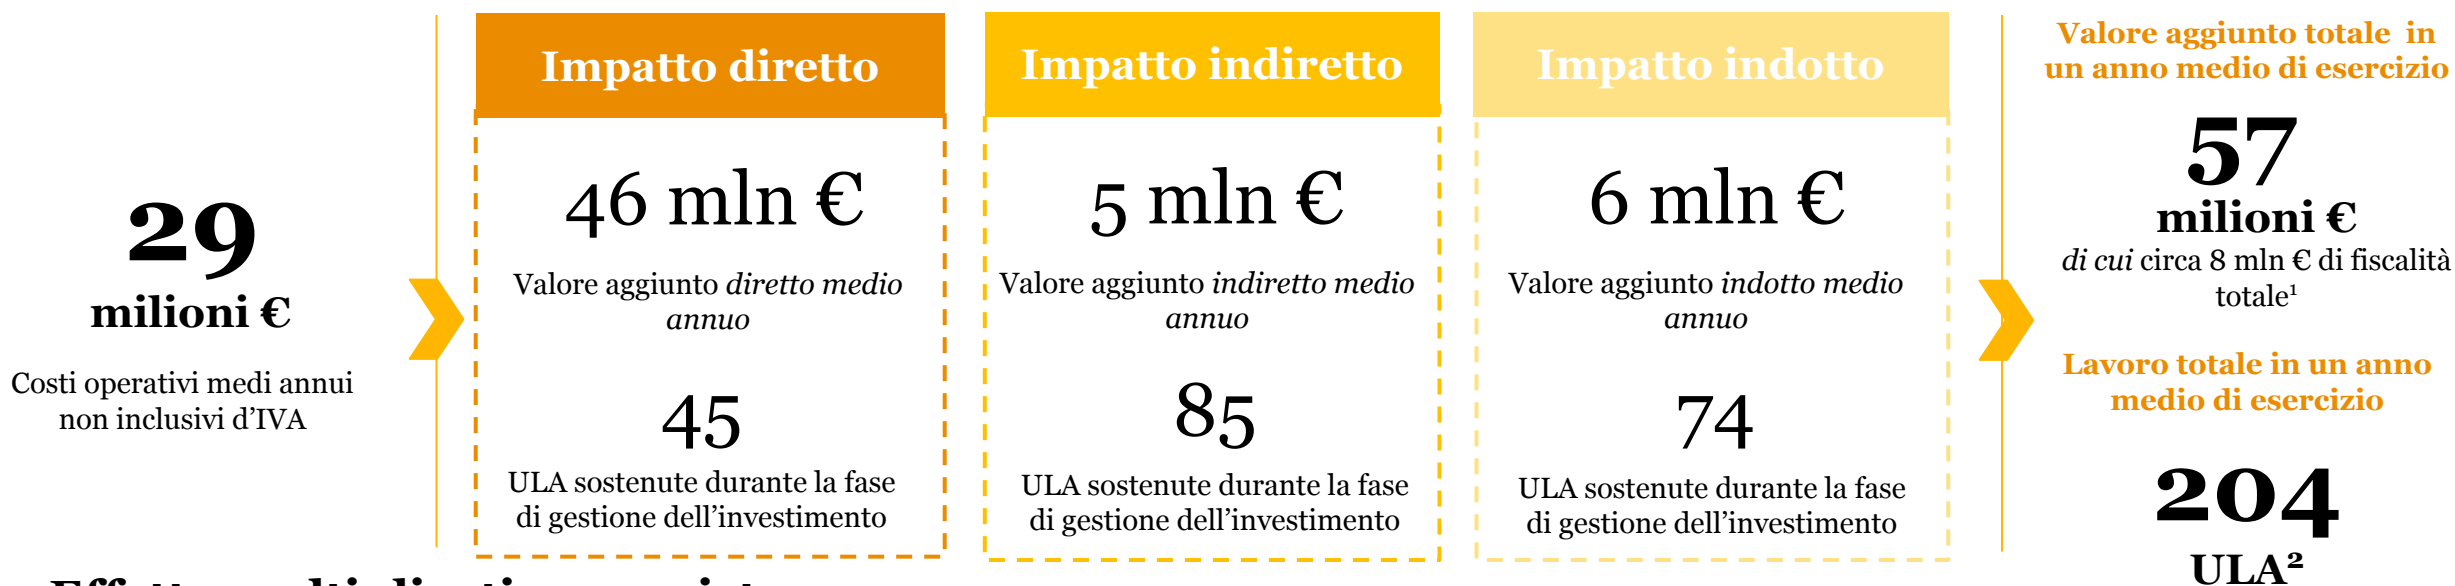 29
milioni €
Costi operativi medi annui
non inclusivi d'IVA
Impatto diretto
46 mln €
Valore aggiunto diretto medio
annuo
45
ULA sostenute durante la fase
di gestione dell'investimento
Impatto indiretto
5 mln €
Valore aggiunto indiretto medio
annuo
85
ULA sostenute durante la fase
di gestione dell'investimento
Impatto indotto
6 mln €
Valore aggiunto indotto medio
annuo
74
ULA sostenute durante la fase
di gestione dell'investimento
Valore aggiunto totale in
un anno medio di esercizio
57
milioni €
di cui circa 8 mln € di fiscalità
totale¹
Lavoro totale in un anno
medio di esercizio
204
ULA²